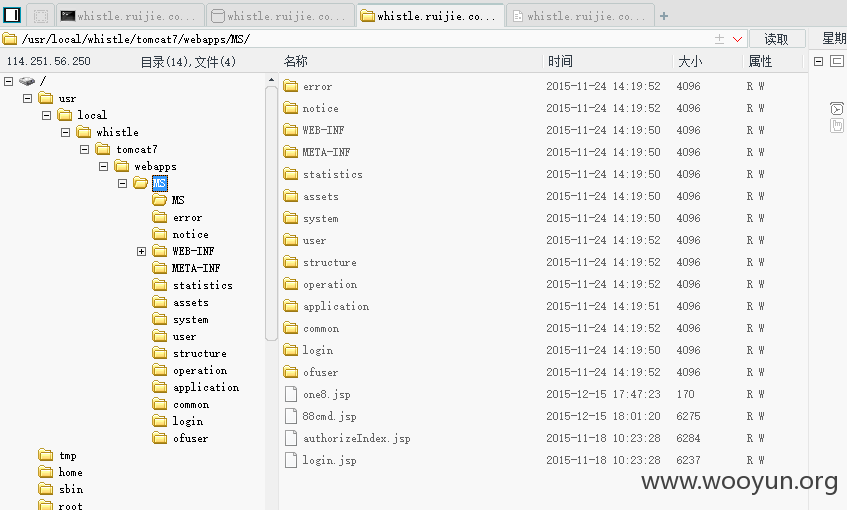 whistle.ruijie.co... whistle.ruijie.co... whistle.ruijie.co... whistle.ruijie.co... +
/usr/local/whistle/tomcat7/webapps/MS/ 读取 星期
114.251.56.250 目录(14),文件(4) 名称 时间 大小 属性
/
usr
local
whistle
tomcat7
webapps
MS
MS
error
notice
WEB-INF
META-INF
statistics
assets
system
user
structure
operation
application
common
login
ofuser
tmp
home
sbin
root
error 2015-11-24 14:19:52 4096 R W
notice 2015-11-24 14:19:52 4096 R W
WEB-INF 2015-11-24 14:19:50 4096 R W
META-INF 2015-11-24 14:19:50 4096 R W
statistics 2015-11-24 14:19:50 4096 R W
assets 2015-11-24 14:19:50 4096 R W
system 2015-11-24 14:19:50 4096 R W
user 2015-11-24 14:19:52 4096 R W
structure 2015-11-24 14:19:52 4096 R W
operation 2015-11-24 14:19:52 4096 R W
application 2015-11-24 14:19:51 4096 R W
common 2015-11-24 14:19:52 4096 R W
login 2015-11-24 14:19:50 4096 R W
ofuser 2015-11-24 14:19:52 4096 R W
one8.jsp 2015-12-15 17:47:23 170 R W
88cmd.jsp 2015-12-15 18:01:20 6275 R W
authorizeIndex.jsp 2015-11-18 10:23:28 6284 R W
login.jsp 2015-11-18 10:23:28 6237 R W
www.wooyun.org